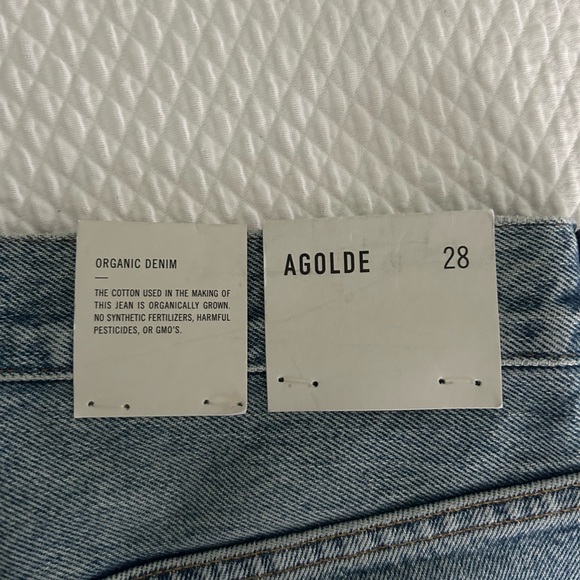 ORGANIC DENIM
THE COTTON USED IN THE MAKING OF
THIS JEAN IS ORGANICALLY GROWN.
NO SYNTHETIC FERTILIZERS, HARMFUL
PESTICIDES, OR GMO'S.
AGOLDE 28